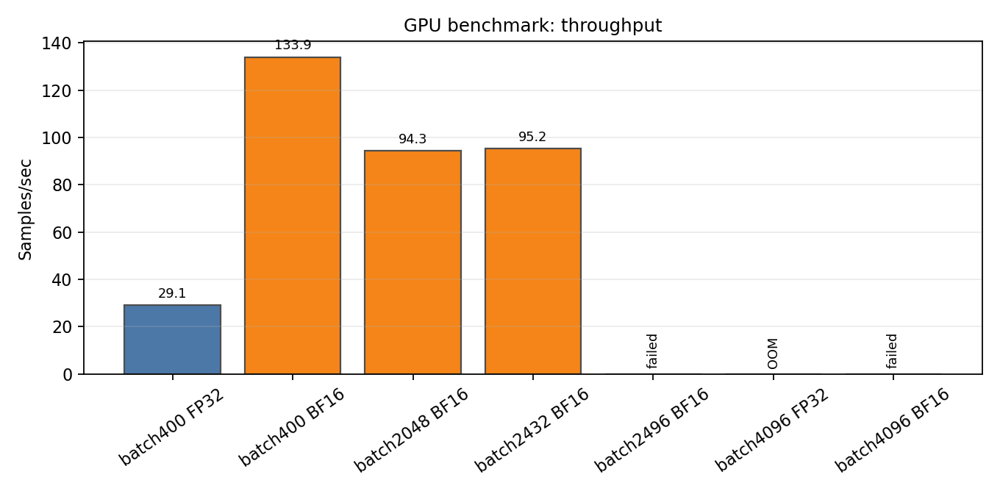 GPU benchmark: throughput
Samples/sec
140
120
100
80
60
40
20
0
29.1
133.9
94.3
95.2
failed
OOM
failed
batch400 FP32
batch400 BF16
batch2048 BF16
batch2432 BF16
batch2496 BF16
batch4096 FP32
batch4096 BF16